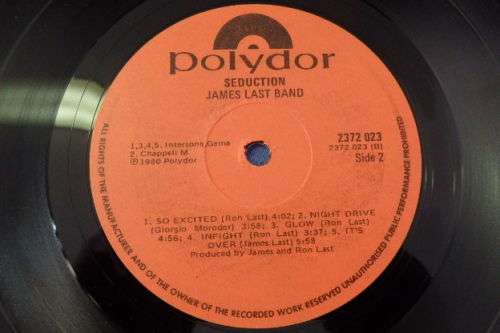 polydor
SEDUCTION
JAMES LAST BAND
1,3,4,5. Intersong, Gema
2. Chappell M.
℗ 1980 Polydor
2372 023
2372 023 (B)
Side 2
1. SO EXCITED (Ron Last) 4:02; 2. NIGHT DRIVE
(Giorgio Moroder) 3:58; 3. GLOW (Ron Last)
4:56; 4. INFIGHT (Ron Last) 3:37; 5. IT'S
OVER (James Last) 5:58
Produced by James and Ron Last
ALL RIGHTS OF THE MANUFACTURER AND OF THE OWNER OF THE RECORDED WORK RESERVED UNAUTHORISED PUBLIC PERFORMANCE PROHIBITED